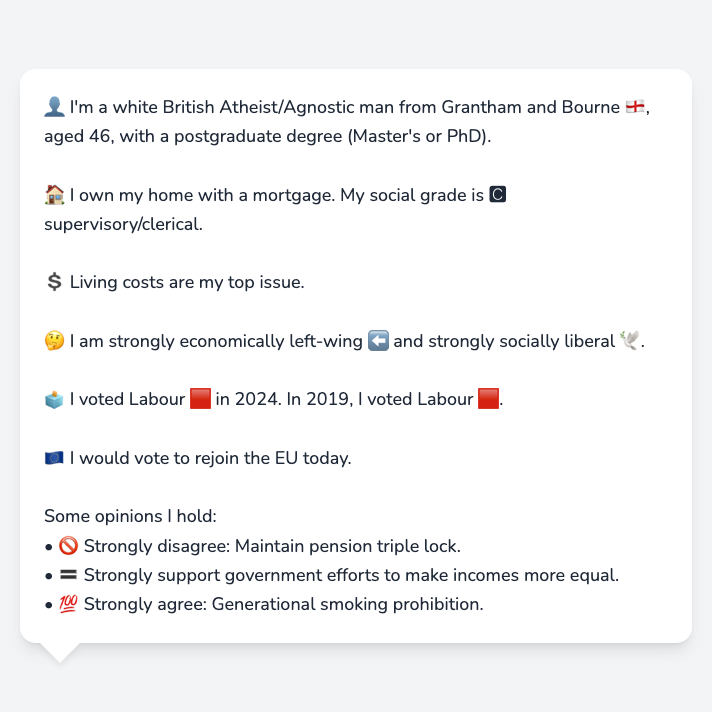 👤 I'm a white British Atheist/Agnostic man from Grantham and Bourne 🏴󠁧󠁢󠁥󠁮󠁧󠁿,
aged 46, with a postgraduate degree (Master's or PhD).
🏠 I own my home with a mortgage. My social grade is 🅲
supervisory/clerical.
💲 Living costs are my top issue.
🤔 I am strongly economically left-wing ⬅️ and strongly socially liberal 🕊️.
🗳️ I voted Labour 🟥 in 2024. In 2019, I voted Labour 🟥.
🇪🇺 I would vote to rejoin the EU today.
Some opinions I hold:
• 🚫 Strongly disagree: Maintain pension triple lock.
• 🟰 Strongly support government efforts to make incomes more equal.
• 💯 Strongly agree: Generational smoking prohibition.